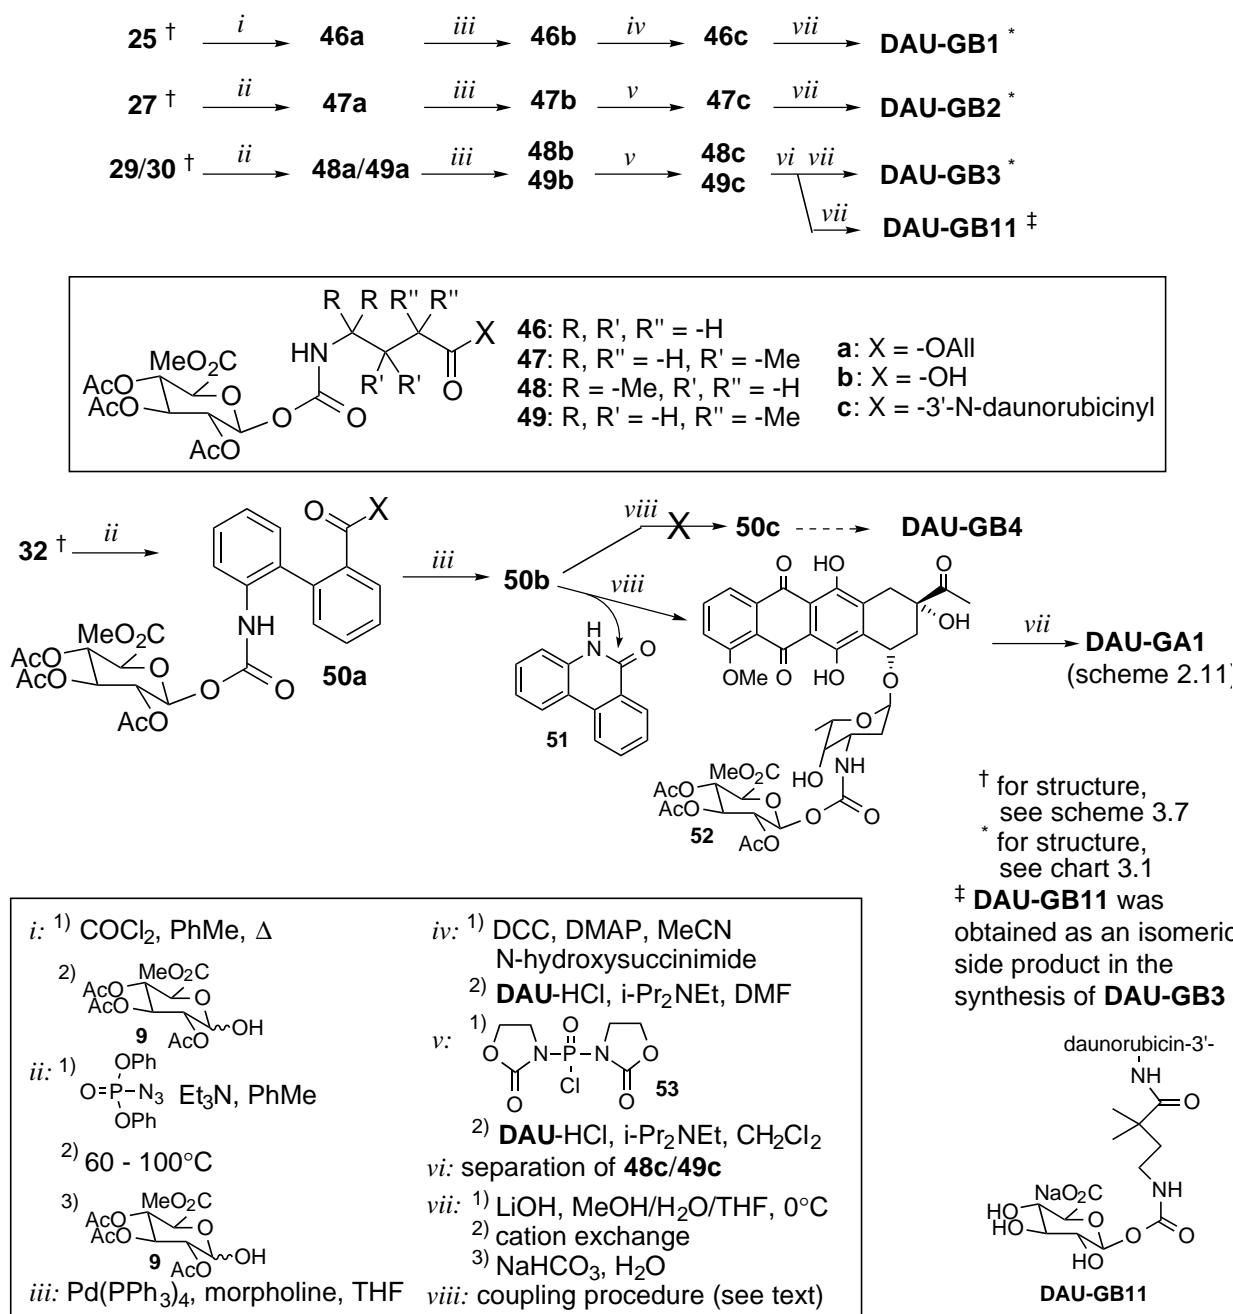 25 † i 46a iii 46b iv 46c vii DAU-GB1 *
27 † ii 47a iii 47b v 47c vii DAU-GB2 *
29/30 † ii 48a/49a iii 48b 49b v 48c 49c vi vii DAU-GB3 *
vii DAU-GB11 ‡
R R R'' R''
X
HN
R' R'
O
MeO₂C
AcO
O
AcO
AcO
O
O
46: R, R', R'' = -H
47: R, R'' = -H, R' = -Me
48: R = -Me, R', R'' = -H
49: R, R' = -H, R'' = -Me
a: X = -OAll
b: X = -OH
c: X = -3'-N-daunorubicinyl
32 † ii
O X
NH
MeO₂C
AcO
O
AcO
AcO
O
O
50a
iii 50b
viii X 50c DAU-GB4
viii
H
N
O
51
O OH O
OH
OMe O OH
O
O
HO NH
MeO₂C
AcO
O
AcO
AcO
O
O
52
vii DAU-GA1
(scheme 2.11)
† for structure,
see scheme 3.7
* for structure,
see chart 3.1
‡ DAU-GB11 was
obtained as an isomeric
side product in the
synthesis of DAU-GB3
i: 1) COCl₂, PhMe, Δ
2) MeO₂C
AcO
O
AcO
OH
9 AcO
ii: 1) OPh
O=P-N₃ Et₃N, PhMe
OPh
2) 60 - 100°C
3) MeO₂C
AcO
O
AcO
OH
9 AcO
iii: Pd(PPh₃)₄, morpholine, THF
iv: 1) DCC, DMAP, MeCN
N-hydroxysuccinimide
2) DAU-HCl, i-Pr₂NEt, DMF
v: 1)
O O O
N-P-N
Cl
O O
53
2) DAU-HCl, i-Pr₂NEt, CH₂Cl₂
vi: separation of 48c/49c
vii: 1) LiOH, MeOH/H₂O/THF, 0°C
2) cation exchange
3) NaHCO₃, H₂O
viii: coupling procedure (see text)
daunorubicin-3'-
NH
O
NH
NaO₂C
HO
O
HO
HO
O
O
DAU-GB11